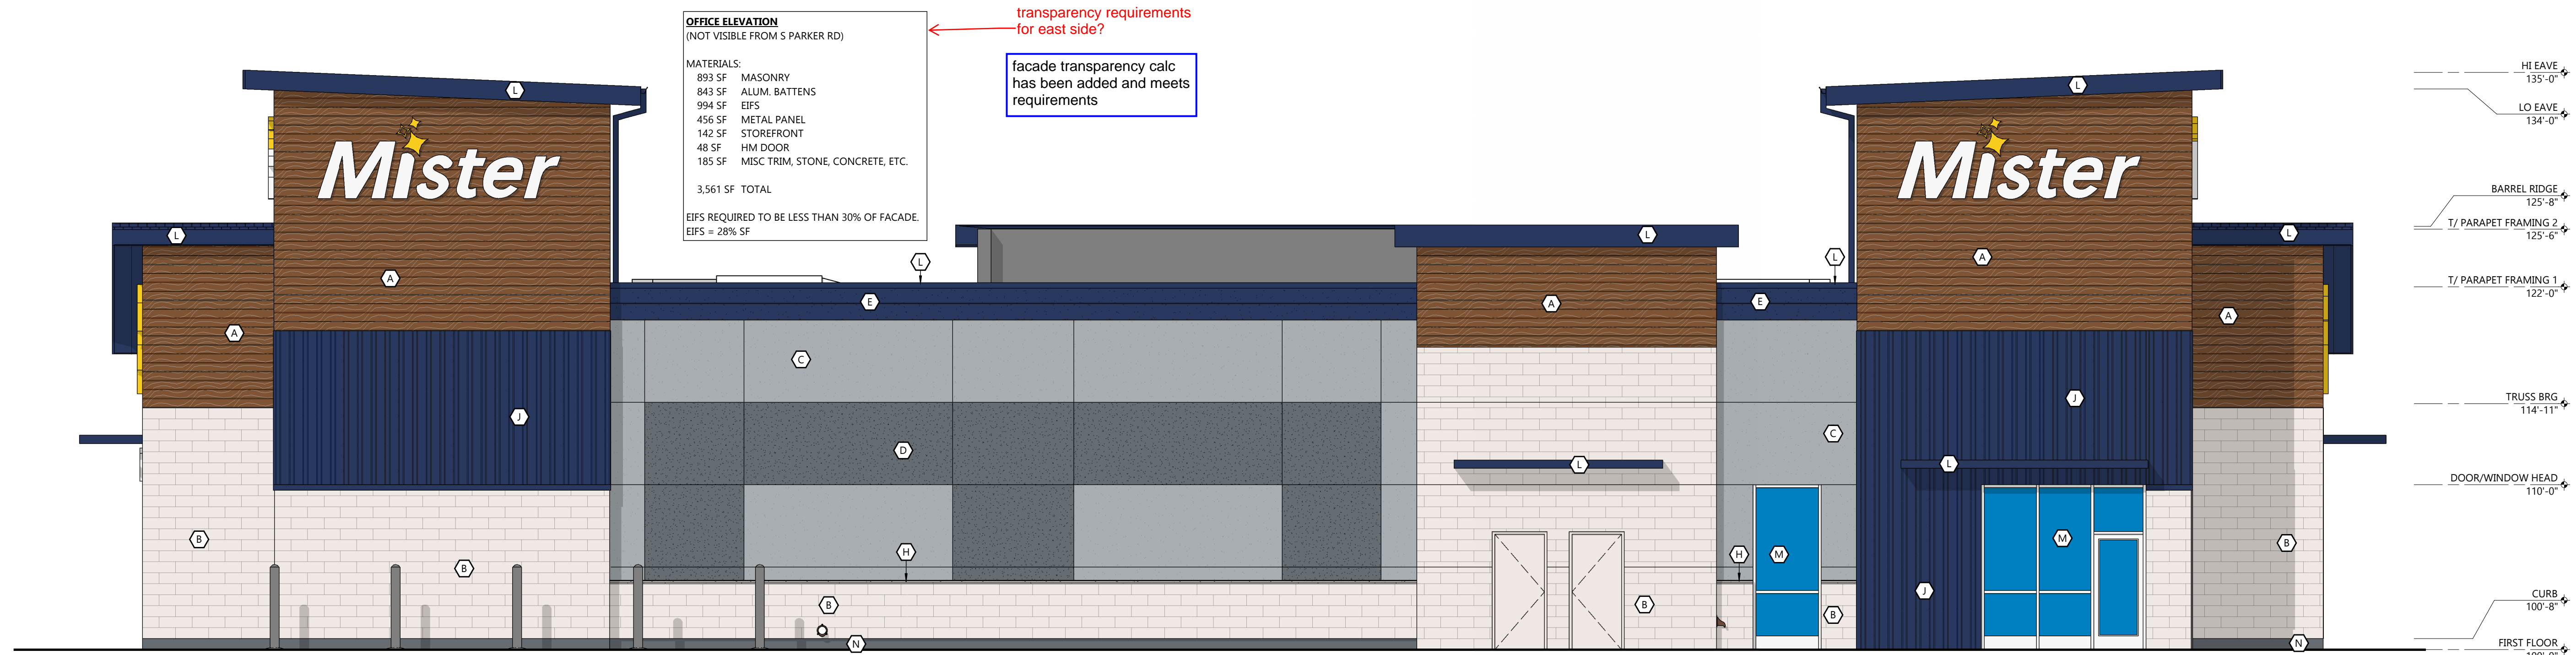 OFFICE ELEVATION
(NOT VISIBLE FROM S PARKER RD)
MATERIALS:
893 SF MASONRY
843 SF ALUM. BATTENS
994 SF EIFS
456 SF METAL PANEL
142 SF STOREFRONT
48 SF HM DOOR
185 SF MISC TRIM, STONE, CONCRETE, ETC.
3,561 SF TOTAL
EIFS REQUIRED TO BE LESS THAN 30% OF FACADE.
EIFS = 28% SF
transparency requirements
for east side?
facade transparency calc
has been added and meets
requirements
L
Mister
L
A
A
J
B
B
L
E
C
D
H
B
N
L
A
L
B
L
E
H
M
C
B
L
Mister
A
J
L
J
M
L
A
B
N
HI EAVE
135'-0"
LO EAVE
134'-0"
BARREL RIDGE
125'-8"
T/ PARAPET FRAMING 2
125'-6"
T/ PARAPET FRAMING 1
122'-0"
TRUSS BRG
114'-11"
DOOR/WINDOW HEAD
110'-0"
CURB
100'-8"
FIRST FLOOR